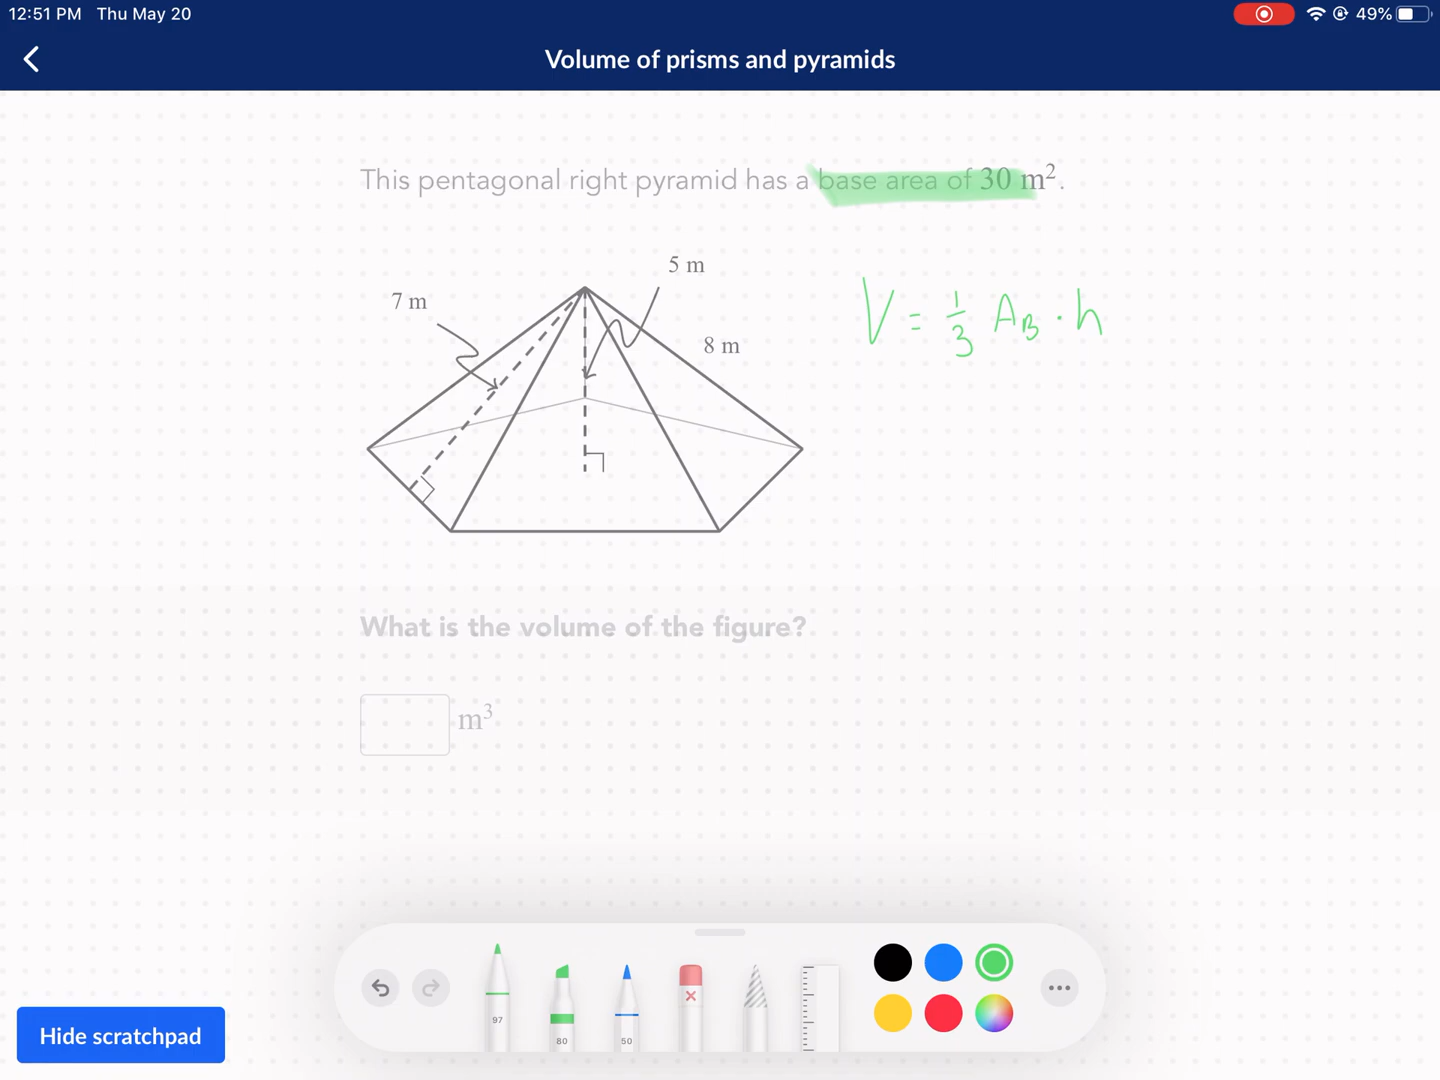 12:51 PM Thu May 20
49%
Volume of prisms and pyramids
This pentagonal right pyramid has a base area of 30 m².
5 m
7 m
8 m
V = 1/3 A_B · h
What is the volume of the figure?
m³
97
80
50
Hide scratchpad